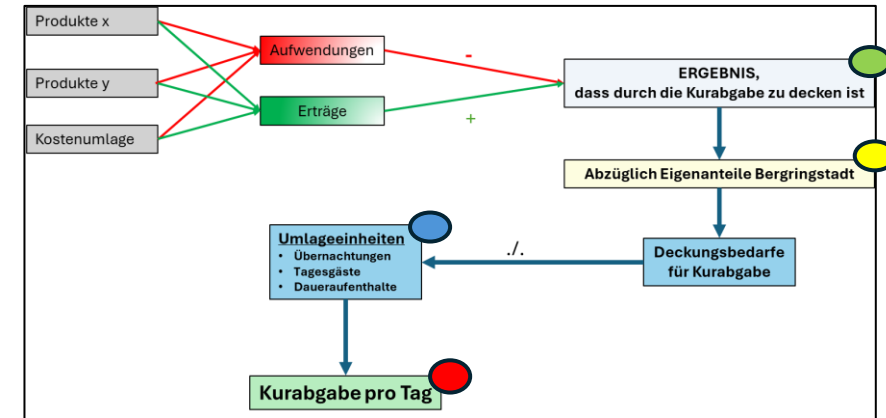 Produkte x
Aufwendungen
-
ERGEBNIS,
dass durch die Kurabgabe zu decken ist
Produkte y
Erträge
+
Kostenumlage
Abzüglich Eigenanteile Bergringstadt
Umlageeinheiten
• Übernachtungen
• Tagesgäste
• Daueraufenthalte
./.
Deckungsbedarfe
für Kurabgabe
Kurabgabe pro Tag